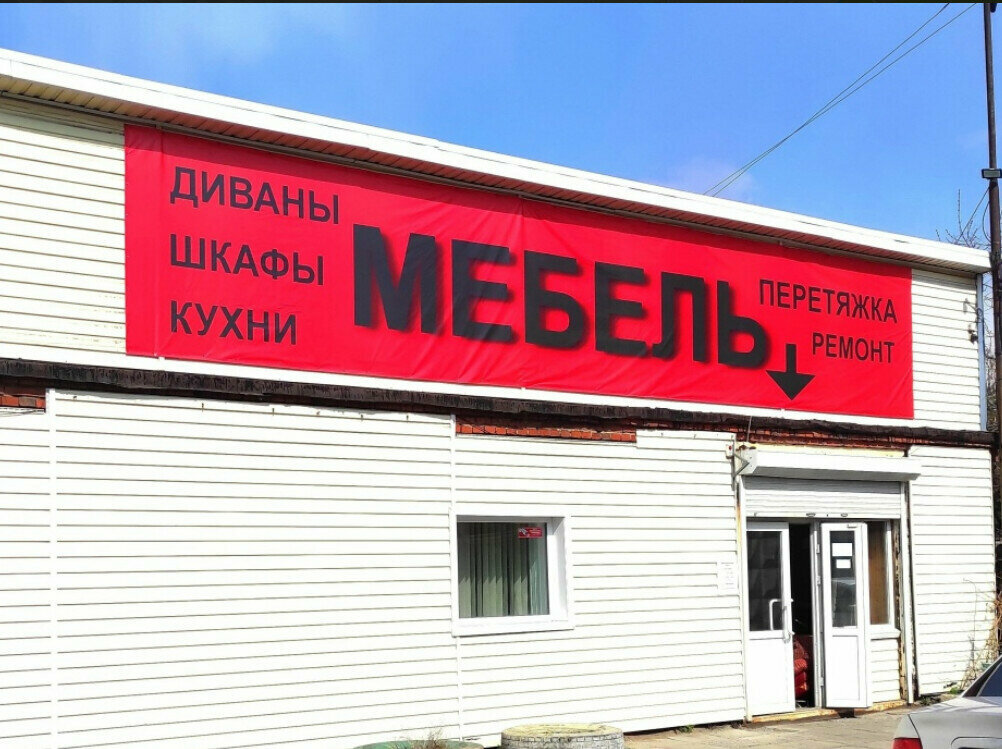 ДИВАНЫ
ШКАФЫ
КУХНИ
МЕБЕЛЬ
ПЕРЕТЯЖКА
РЕМОНТ